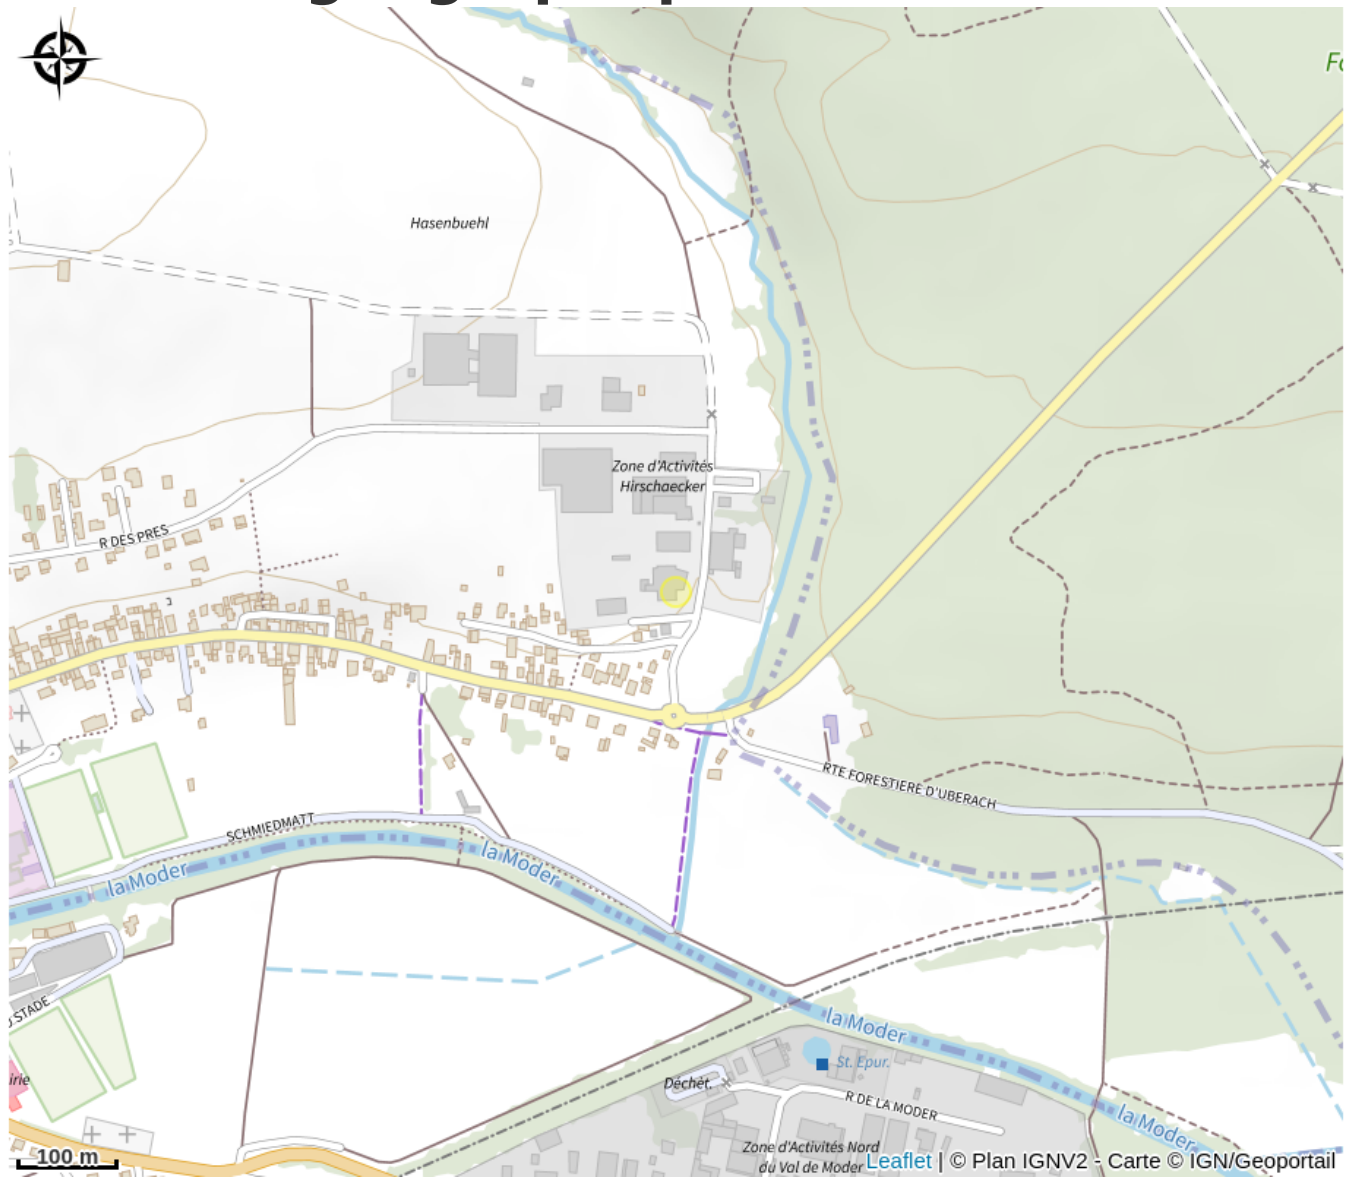 Hasenbuehl
Zone d'Activités
Hirschaecker
R DES PRES
RTE FORESTIERE D'UBERACH
SCHMIEDMATT
la Moder
la Moder
STADE
la Moder
St. Epur.
Déchèt.
R DE LA MODER
la Moder
Zone d'Activités Nord
du Val de Moder
100 m
Leaflet | © Plan IGNV2 - Carte © IGN/Geoportail